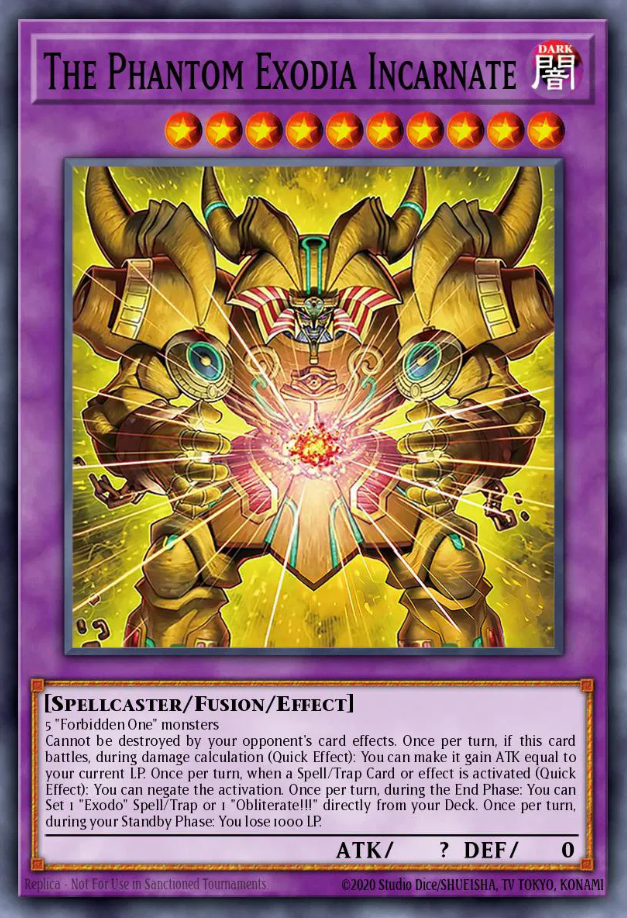 The Phantom Exodia Incarnate
DARK
闇
[Spellcaster/Fusion/Effect]
5 "Forbidden One" monsters
Cannot be destroyed by your opponent's card effects. Once per turn, if this card
battles, during damage calculation (Quick Effect): You can make it gain ATK equal to
your current LP. Once per turn, when a Spell/Trap Card or effect is activated (Quick
Effect): You can negate the activation. Once per turn, during the End Phase: You can
Set 1 "Exodo" Spell/Trap or 1 "Obliterate!!!" directly from your Deck. Once per turn,
during your Standby Phase: You lose 1000 LP.
ATK/ ? DEF/ 0
Replica - Not For Use in Sanctioned Tournaments
©2020 Studio Dice/SHUEISHA, TV TOKYO, KONAMI